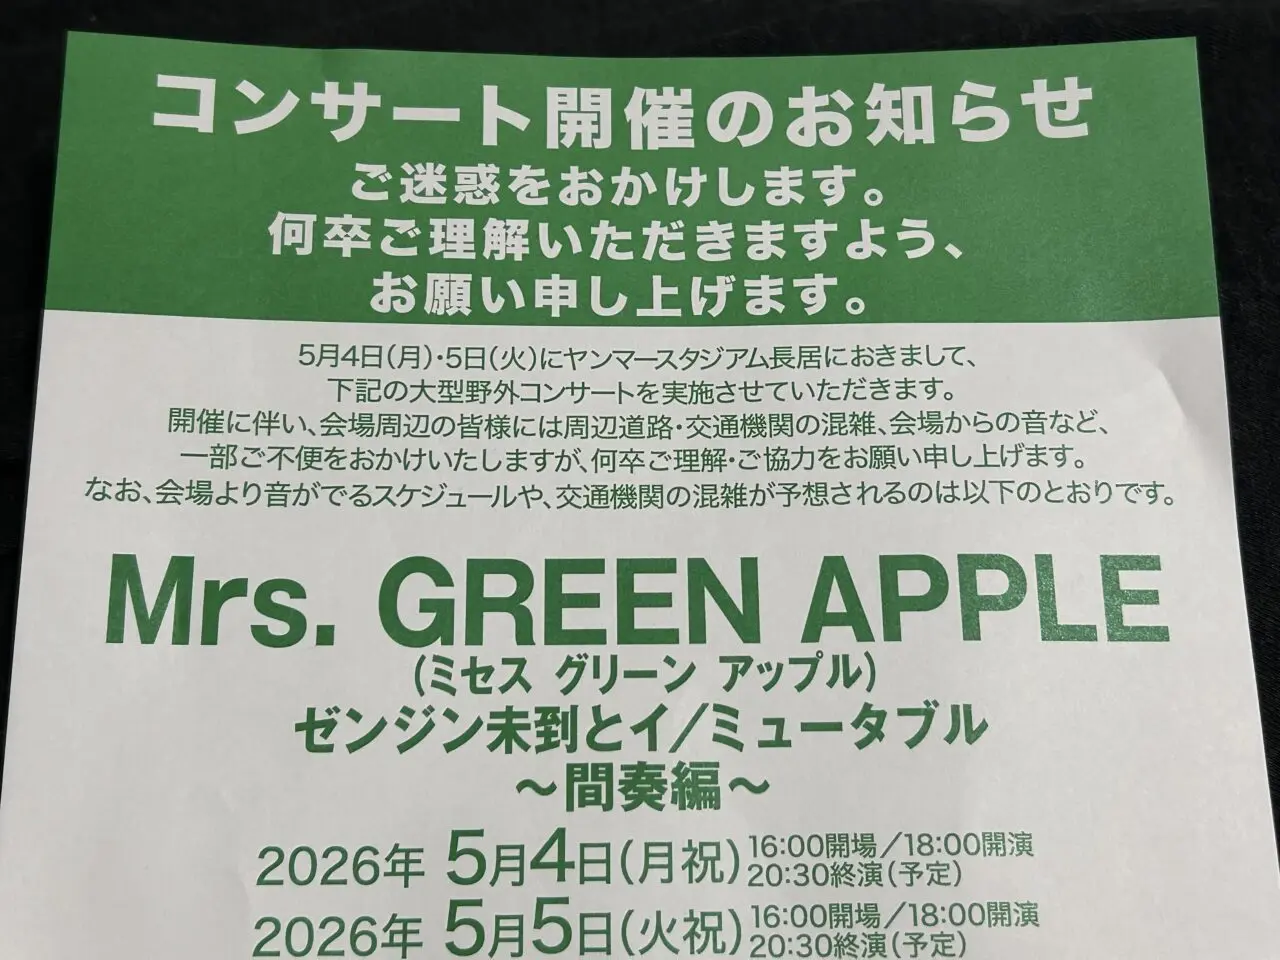 コンサート開催のお知らせ
ご迷惑をおかけします。
何卒ご理解いただきますよう、
お願い申し上げます。
5月4日(月)・5日(火)にヤンマースタジアム長居におきまして、
下記の大型野外コンサートを実施させていただきます。
開催に伴い、会場周辺の皆様には周辺道路・交通機関の混雑、会場からの音など、
一部ご不便をおかけいたしますが、何卒ご理解・ご協力をお願い申し上げます。
なお、会場より音がでるスケジュールや、交通機関の混雑が予想されるのは以下のとおりです。
Mrs. GREEN APPLE
(ミセス グリーン アップル)
ゼンジン未到とイ/ミュータブル
～間奏編～
2026年 5月4日(月祝) 16:00開場/18:00開演
20:30終演(予定)
2026年 5月5日(火祝) 16:00開場/18:00開演
20:30終演(予定)